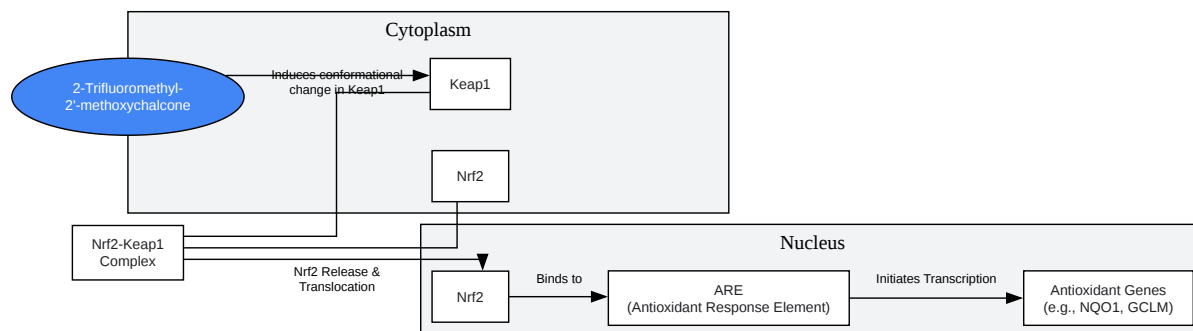 Cytoplasm
2-Trifluoromethyl-
2'-methoxychalcone
Induces conformational
change in Keap1
Keap1
Nrf2
Nrf2-Keap1
Complex
Nrf2 Release &
Translocation
Nucleus
Nrf2
Binds to
ARE
(Antioxidant Response Element)
Initiates Transcription
Antioxidant Genes
(e.g., NQO1, GCLM)